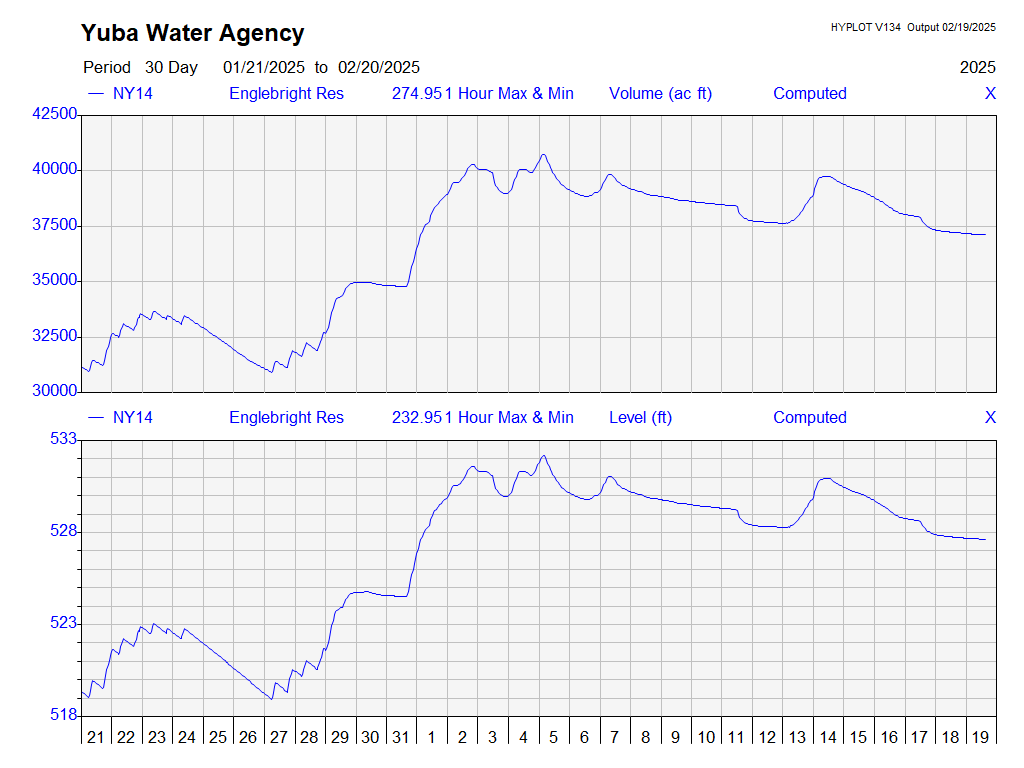 Yuba Water Agency
HYPLOT V134 Output 02/19/2025
Period 30 Day 01/21/2025 to 02/20/2025 2025
NY14 Englebright Res 274.951 Hour Max & Min Volume (ac ft) Computed X
42500
40000
37500
35000
32500
30000
NY14 Englebright Res 232.951 Hour Max & Min Level (ft) Computed X
533
528
523
518
21 22 23 24 25 26 27 28 29 30 31 1 2 3 4 5 6 7 8 9 10 11 12 13 14 15 16 17 18 19